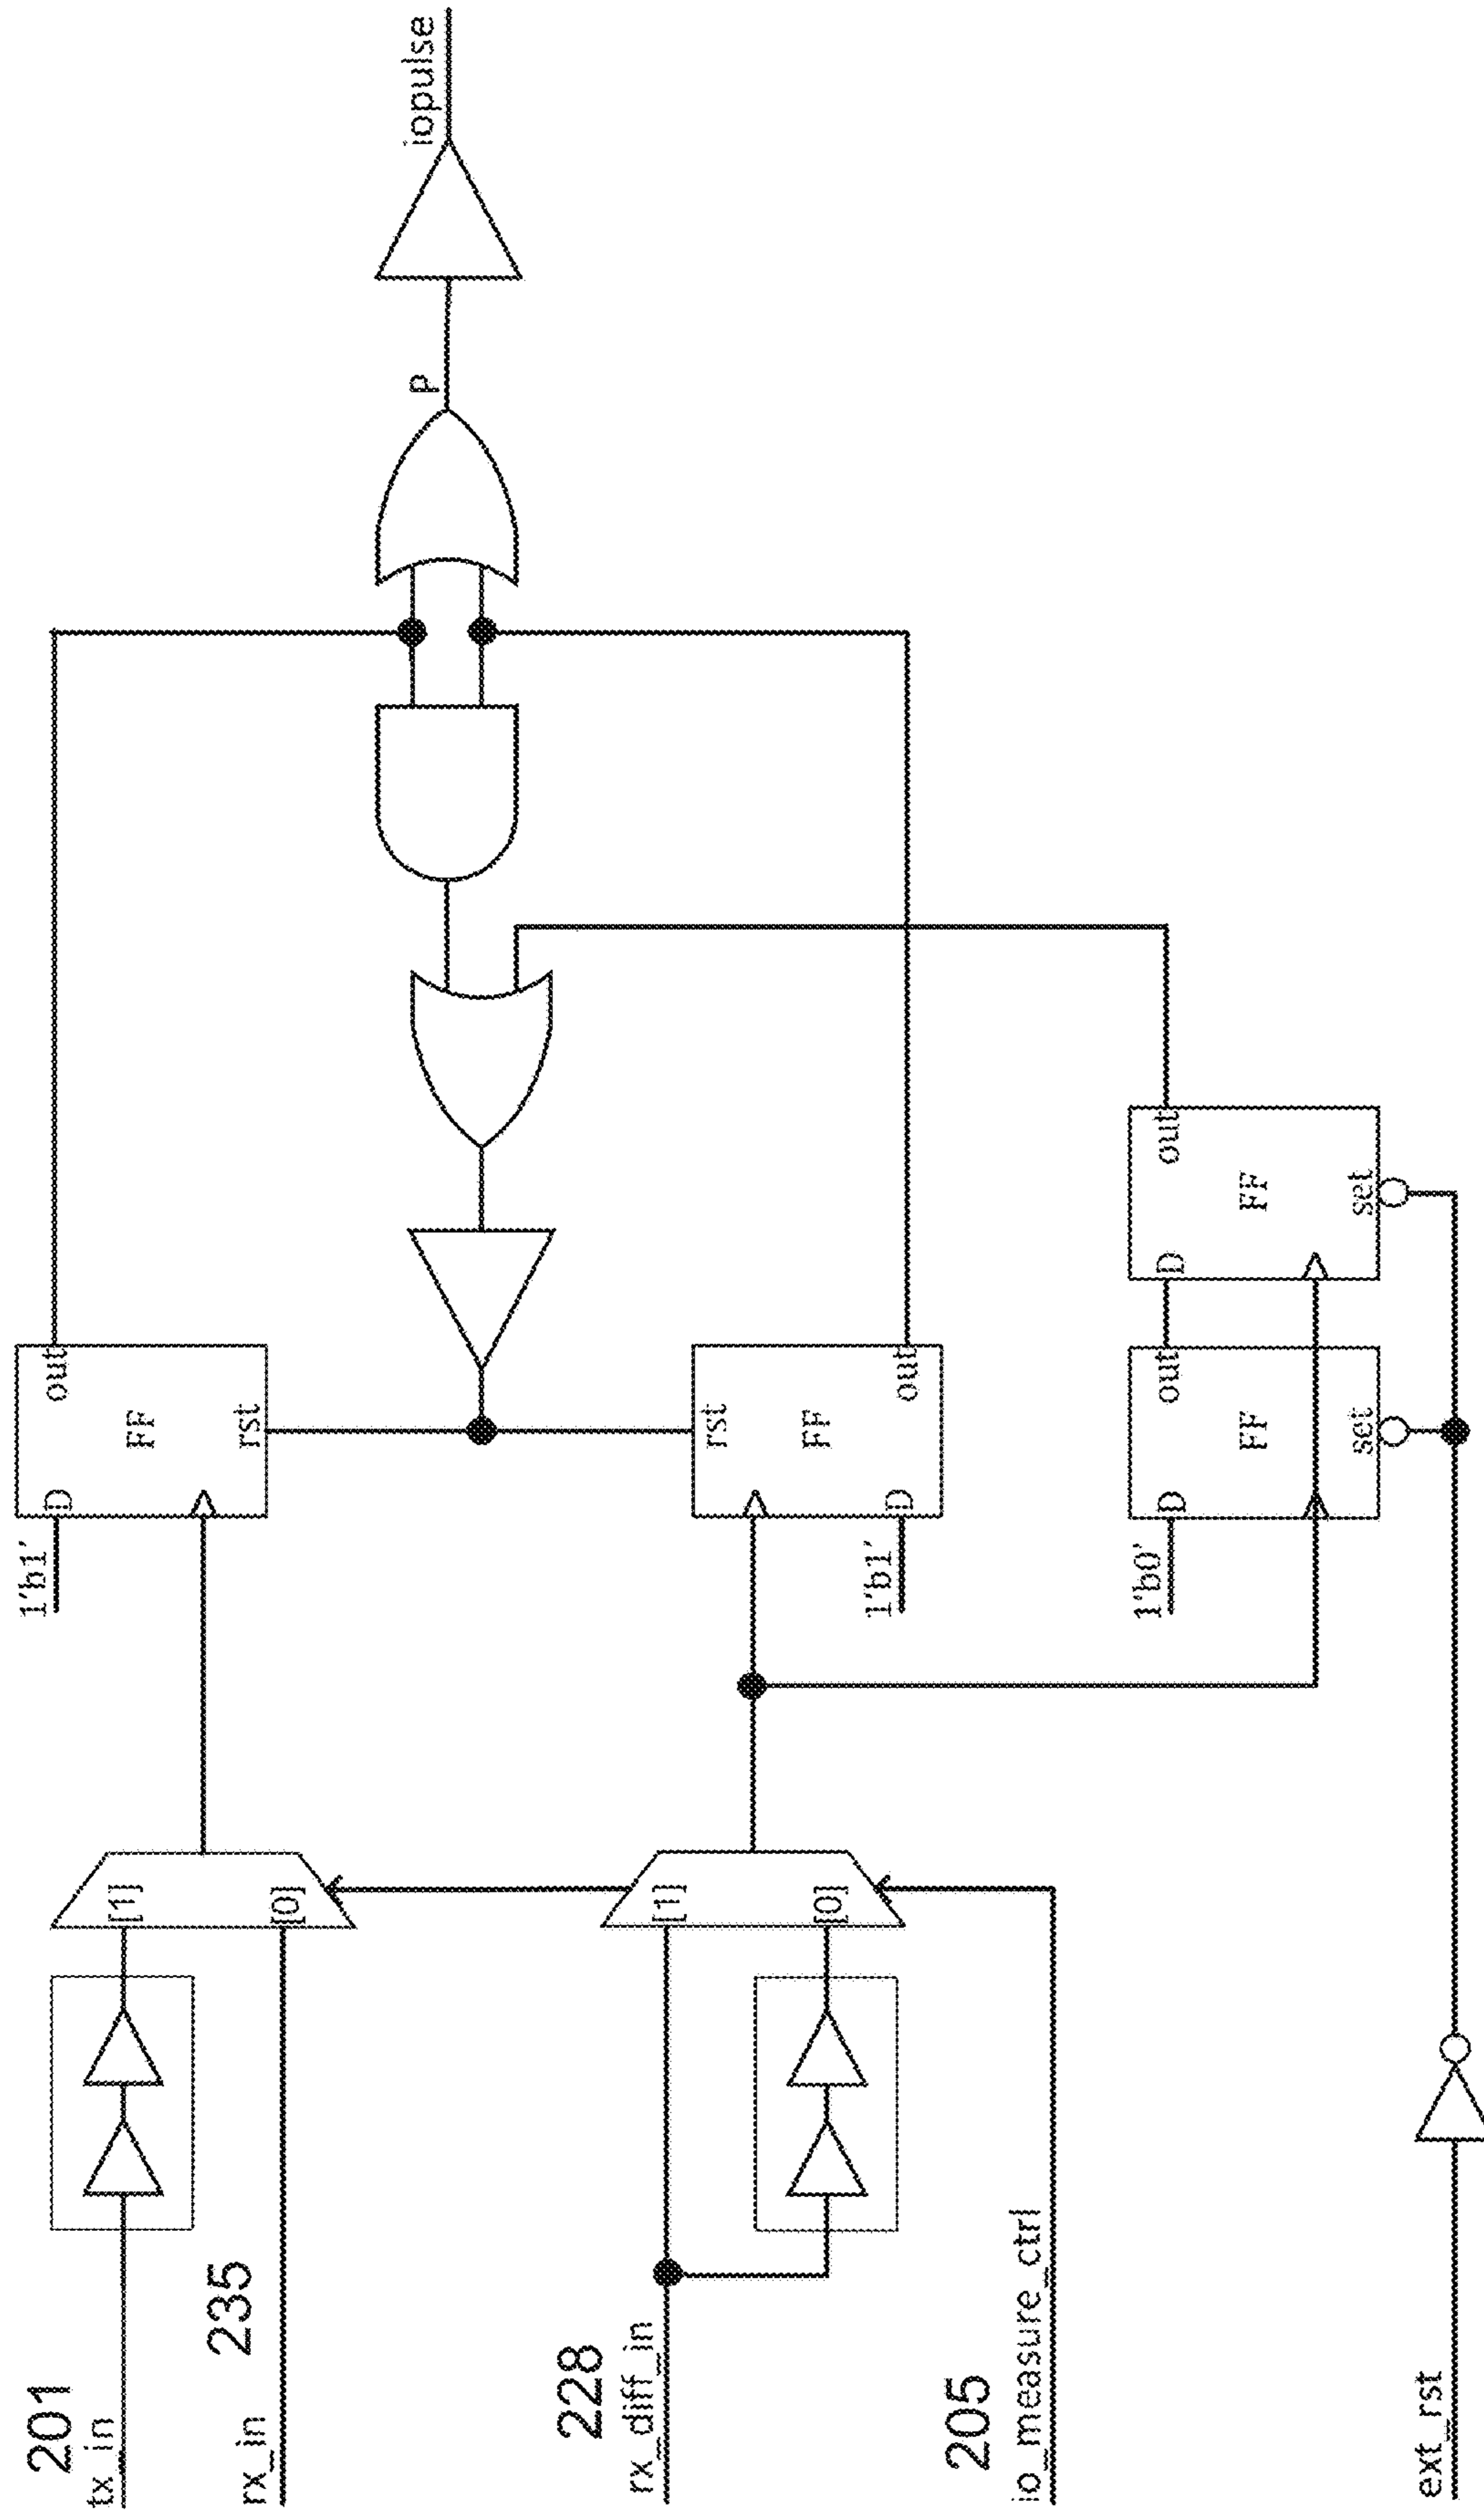 201
tx_in
235
rx_in
228
rx_diff_in
205
io_measure_ctrl
ext_rst
[1]
[0]
[1]
[0]
1'b1'
D
FF
out
rst
1'b1'
D
FF
out
rst
1'b0'
D
FF
out
set
D
FF
out
set
p
iopulse